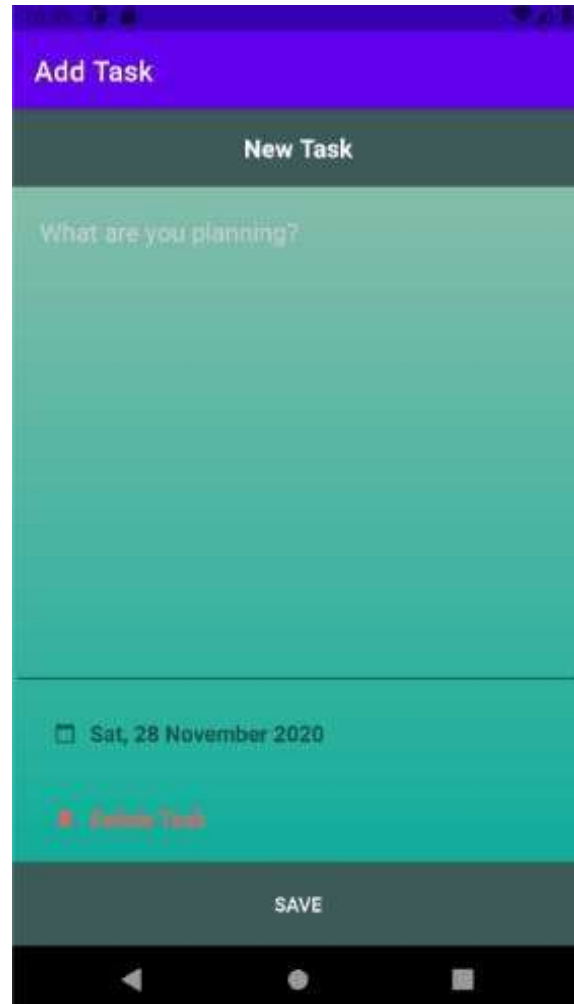 Add Task
New Task
What are you planning?
Sat, 28 November 2020
Delete Task
SAVE